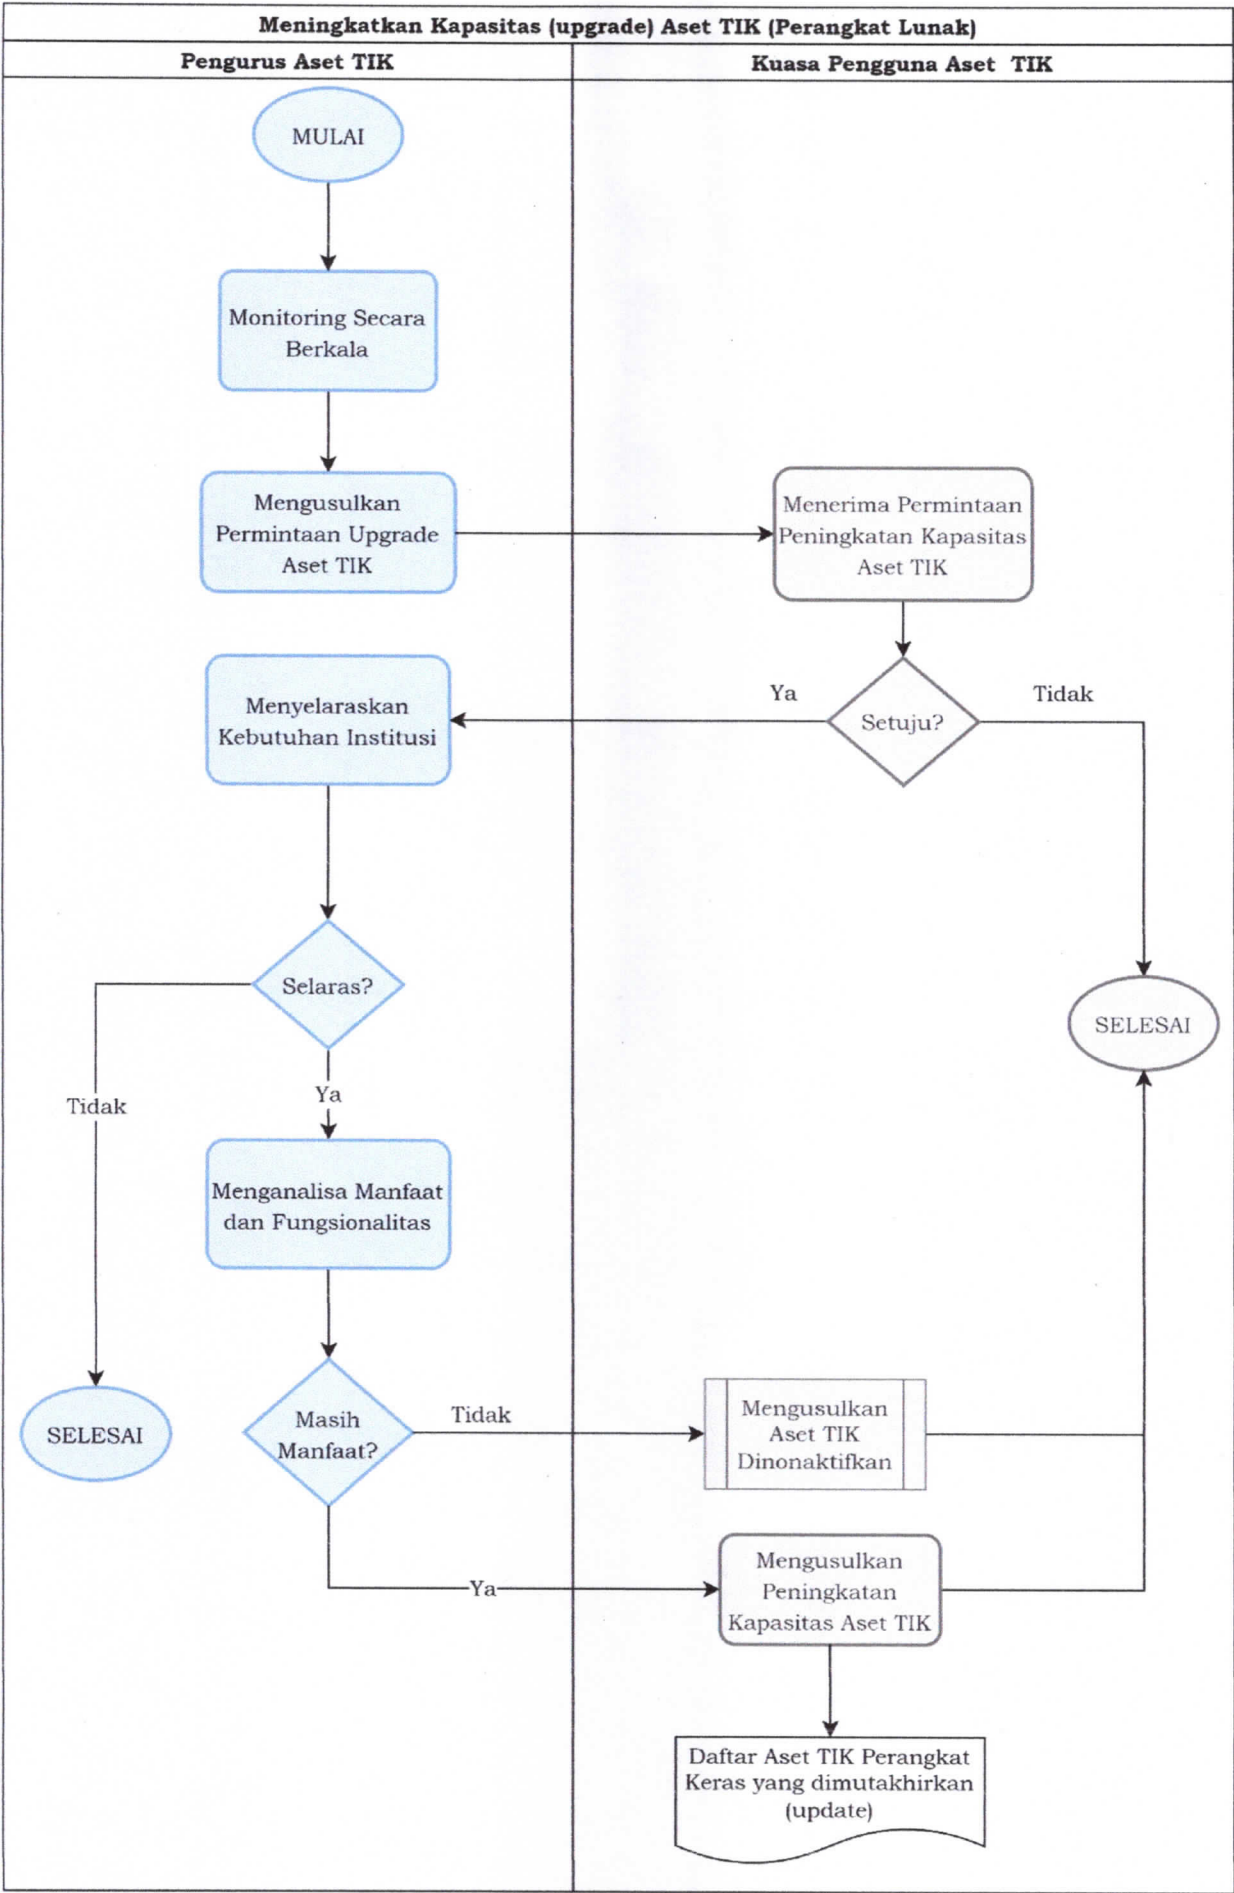 Meningkatkan Kapasitas (upgrade) Aset TIK (Perangkat Lunak)
Pengurus Aset TIK
Kuasa Pengguna Aset TIK
MULAI
Monitoring Secara
Berkala
Mengusulkan
Permintaan Upgrade
Aset TIK
Menerima Permintaan
Peningkatan Kapasitas
Aset TIK
Setuju?
Ya
Tidak
Menyelaraskan
Kebutuhan Institusi
Selaras?
Tidak
Ya
SELESAI
Menganalisa Manfaat
dan Fungsionalitas
Masih
Manfaat?
Tidak
SELESAI
Mengusulkan
Aset TIK
Dinonaktifkan
Ya
Mengusulkan
Peningkatan
Kapasitas Aset TIK
Daftar Aset TIK Perangkat
Keras yang dimutakhirkan
(update)